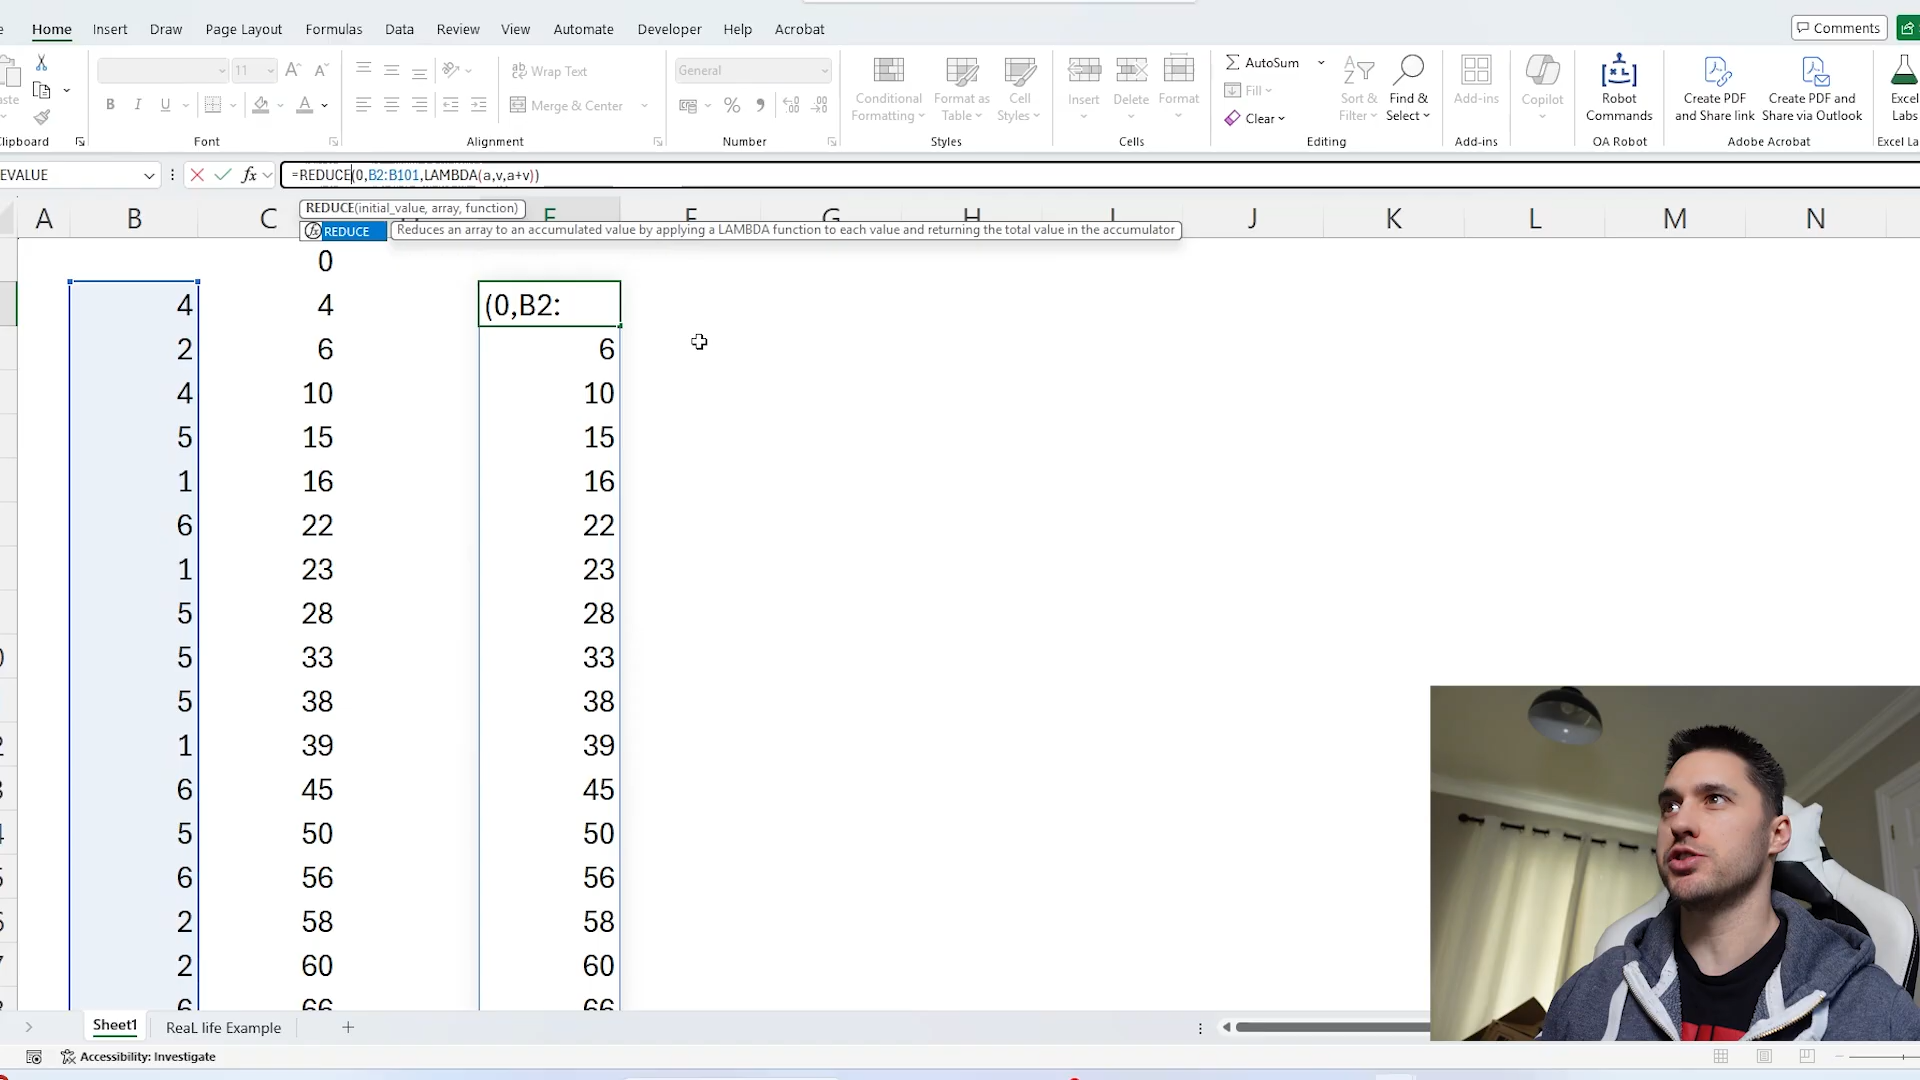 Home Insert Draw Page Layout Formulas Data Review View Automate Developer Help Acrobat Comments
11 Wrap Text General AutoSum
Merge & Center Fill Clear
Conditional Formatting Format as Table Cell Styles Insert Delete Format Sort & Filter Find & Select Add-ins Copilot Robot Commands Create PDF and Share link Create PDF and Share via Outlook Excel Labs
Clipboard Font Alignment Number Styles Cells Editing Add-ins OA Robot Adobe Acrobat
EVALUE fx =REDUCE(0,B2:B101,LAMBDA(a,v,a+v))
REDUCE(initial_value, array, function)
A B C J K L M N
REDUCE Reduces an array to an accumulated value by applying a LAMBDA function to each value and returning the total value in the accumulator
0
4 4 (0,B2:
2 6 6
4 10 10
5 15 15
1 16 16
6 22 22
1 23 23
5 28 28
5 33 33
5 38 38
1 39 39
6 45 45
5 50 50
6 56 56
2 58 58
2 60 60
6 66 66
Sheet1 ReaL life Example +
Accessibility: Investigate